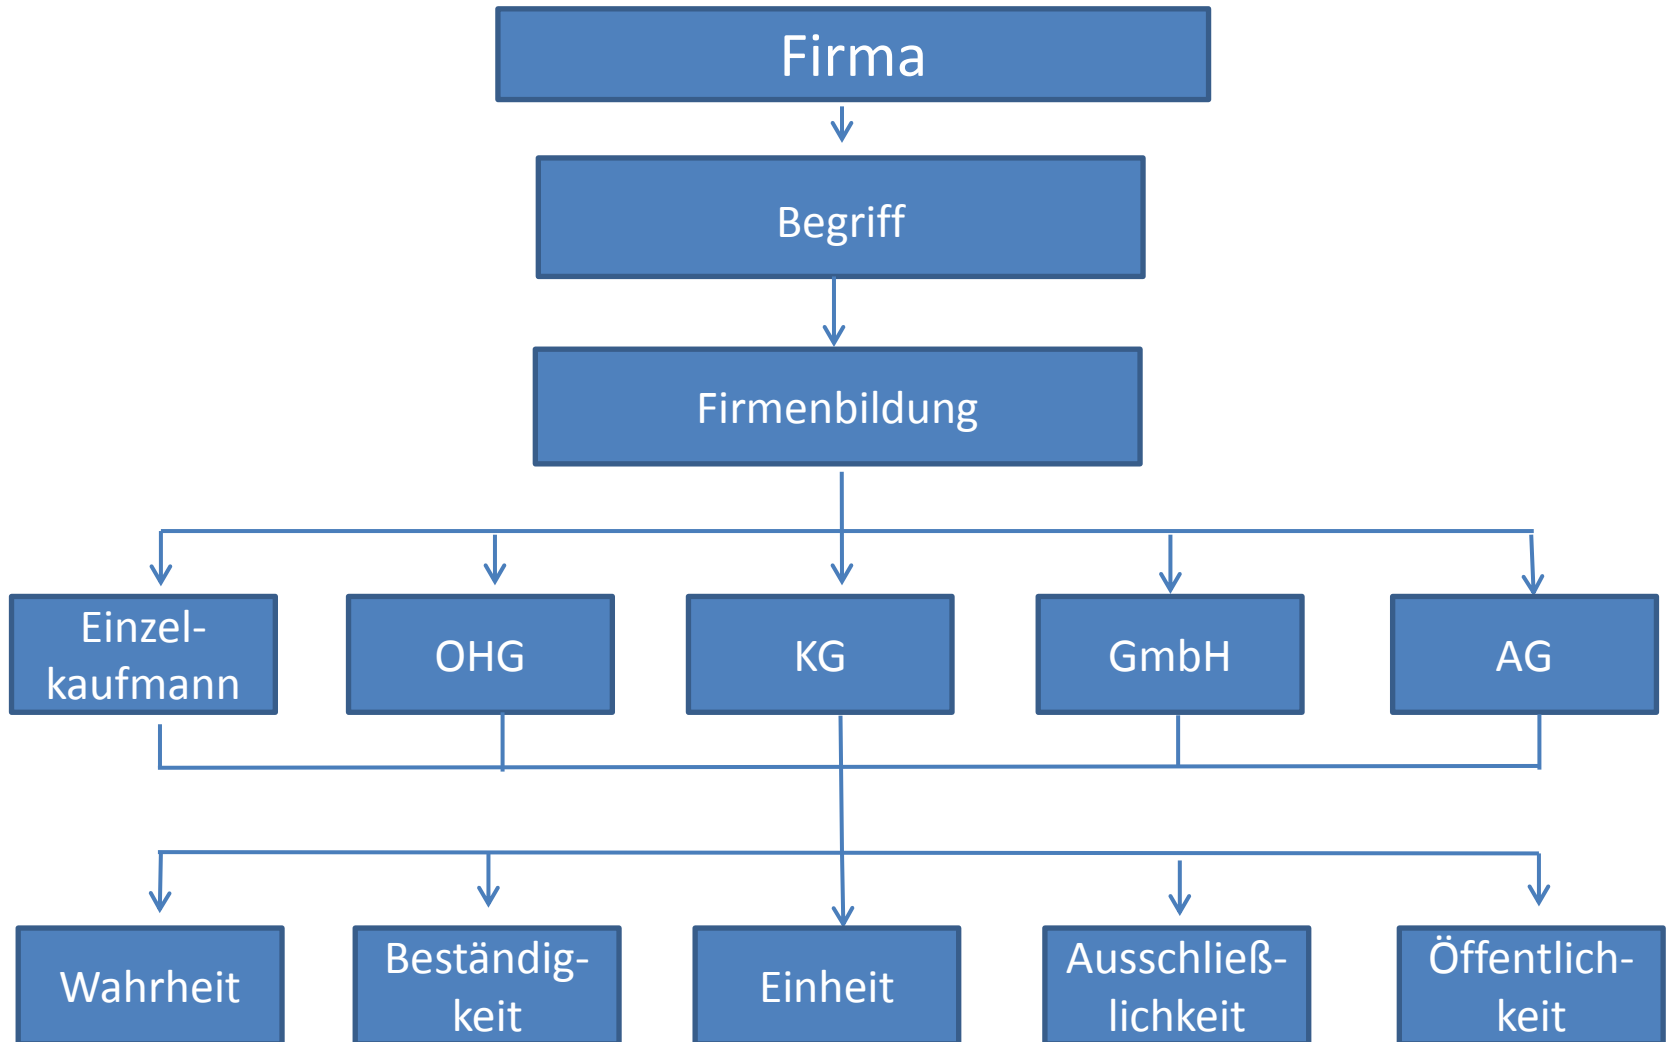 Firma
Begriff
Firmenbildung
Einzel-
kaufmann
OHG
KG
GmbH
AG
Wahrheit
Beständig-
keit
Einheit
Ausschließ-
lichkeit
Öffentlich-
keit